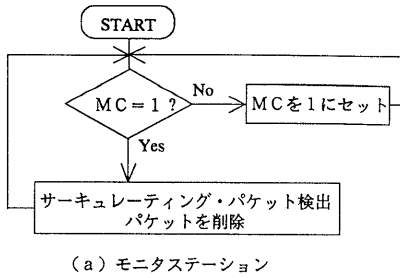 START
MC=1 ?
No
MCを1にセット
Yes
サーキュレーティング・パケット検出
パケットを削除
(a) モニタステーション